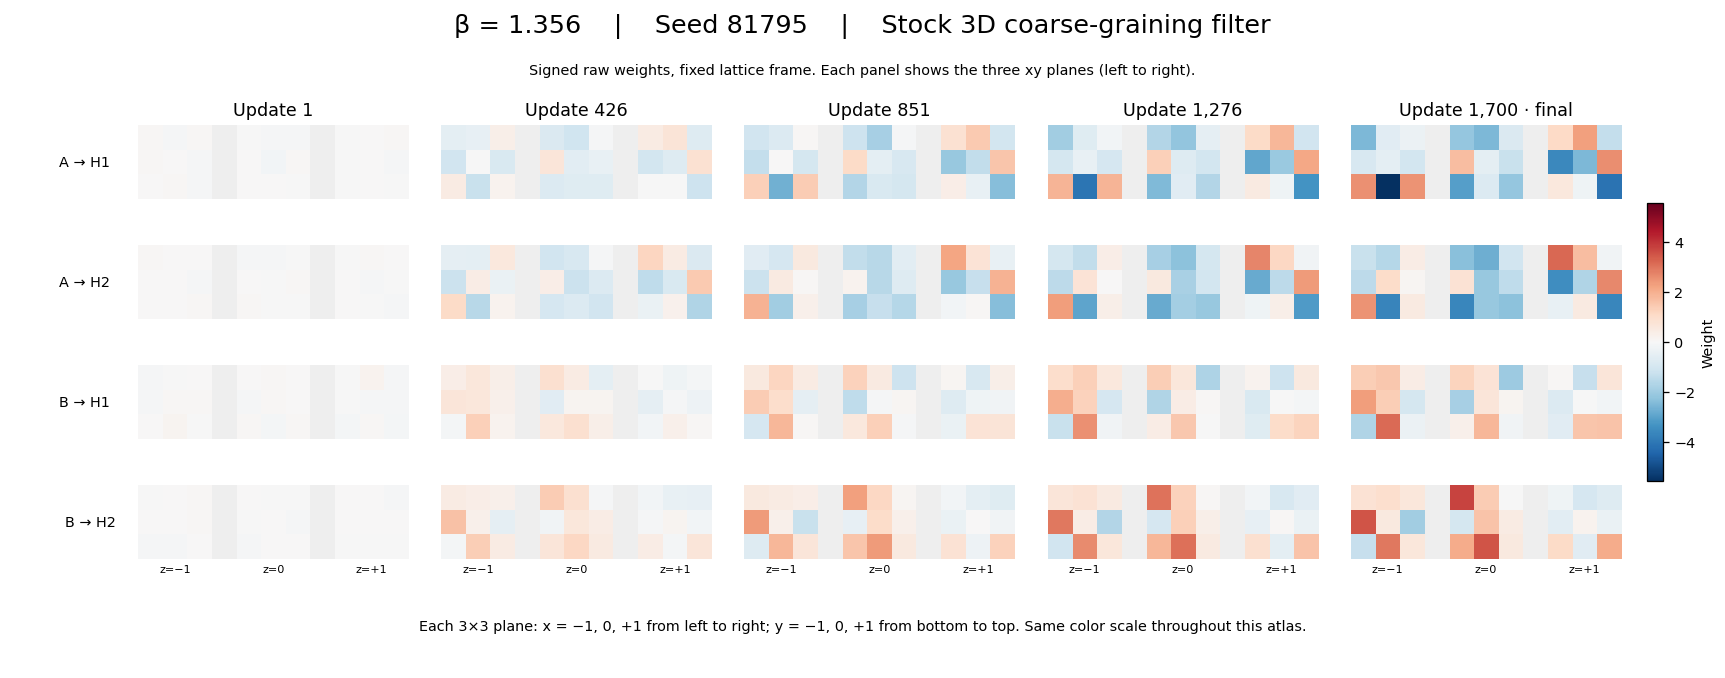 β = 1.356    |    Seed 81795    |    Stock 3D coarse-graining filter
Signed raw weights, fixed lattice frame. Each panel shows the three xy planes (left to right).
Update 1    Update 426    Update 851    Update 1,276    Update 1,700 · final
A → H1
A → H2
B → H1
B → H2
z=−1 z=0 z=+1 z=−1 z=0 z=+1 z=−1 z=0 z=+1 z=−1 z=0 z=+1 z=−1 z=0 z=+1
4
2
0
−2
−4
Weight
Each 3×3 plane: x = −1, 0, +1 from left to right; y = −1, 0, +1 from bottom to top. Same color scale throughout this atlas.